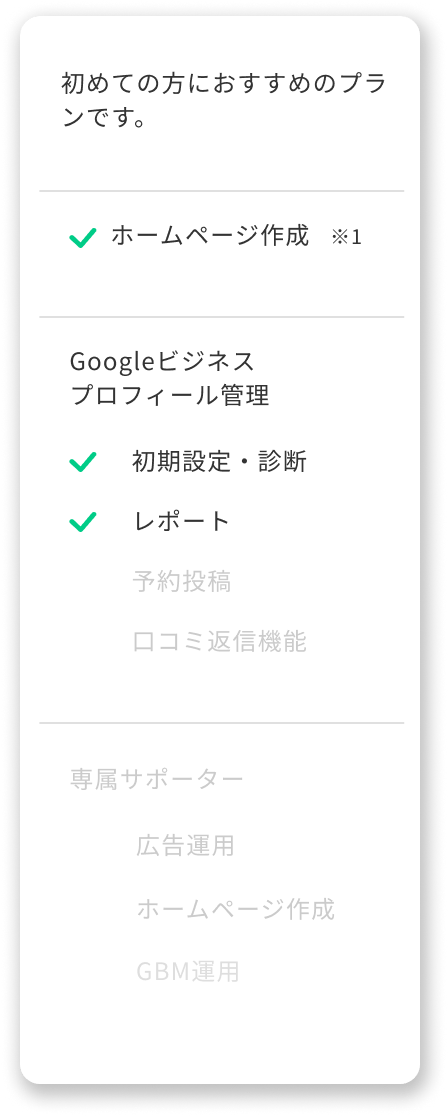 初めての方におすすめのプラ
ンです。
ホームページ作成 ※1
Googleビジネス
プロフィール管理
初期設定・診断
レポート
予約投稿
口コミ返信機能
専属サポーター
広告運用
ホームページ作成
GBM運用